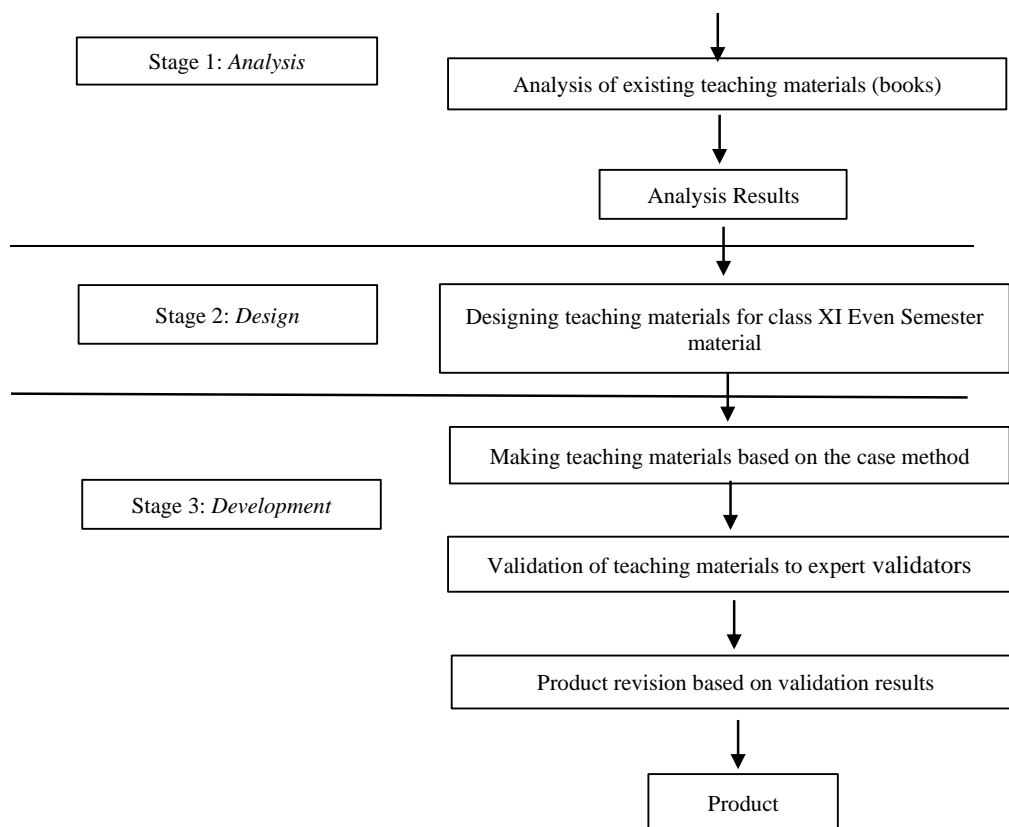 Stage 1: Analysis
Analysis of existing teaching materials (books)
Analysis Results
Stage 2: Design
Designing teaching materials for class XI Even Semester
material
Making teaching materials based on the case method
Stage 3: Development
Validation of teaching materials to expert validators
Product revision based on validation results
Product